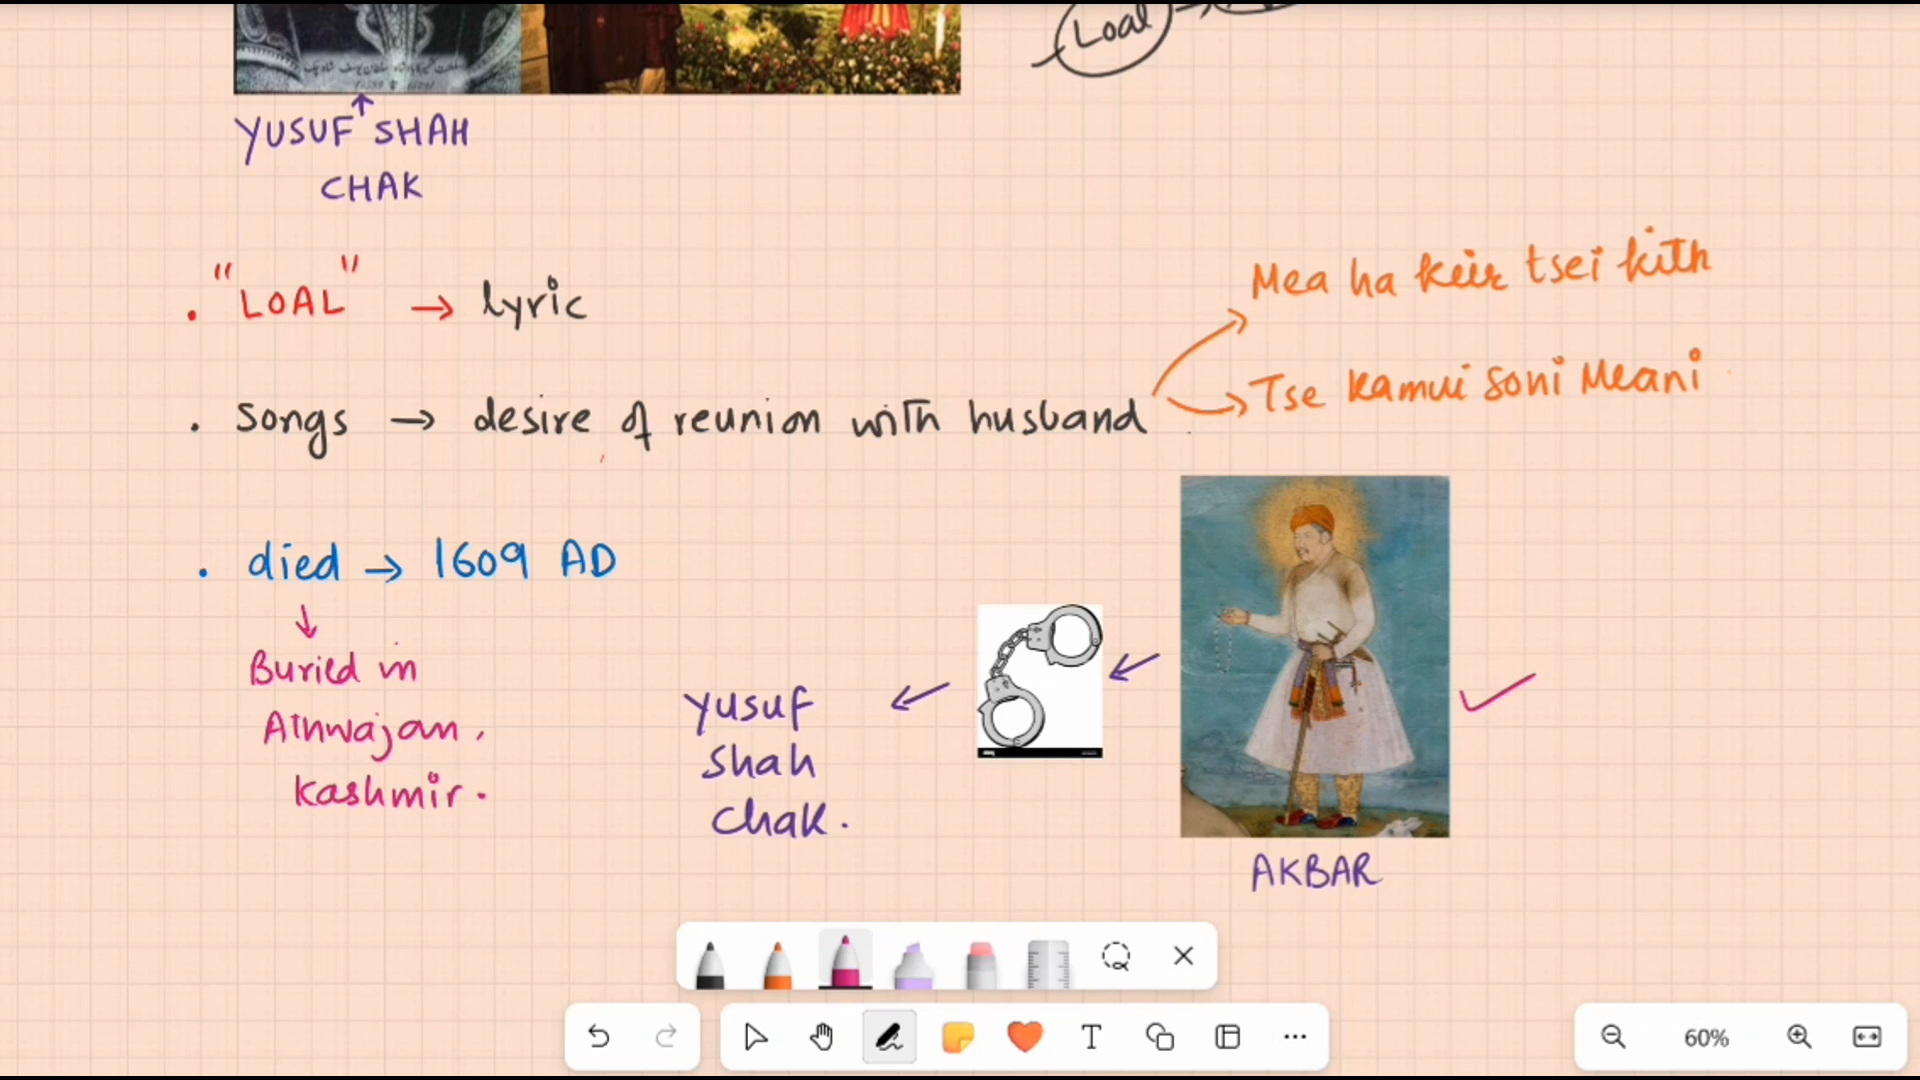 Loal
YUSUF SHAH
CHAK
Mea ha keir tsei kith
. "LOAL" → lyric
Tse kamui soni Meani
. Songs → desire of reunion with husband
. died → 1609 AD
Buried in
Athwajan,
Kashmir.
Yusuf
Shah
Chak.
AKBAR
T
60%